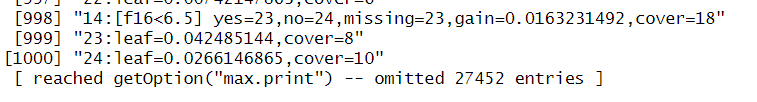 [998] "14:[f16<6.5] yes=23,no=24,missing=23,gain=0.0163231492,cover=18"
[999] "23:leaf=0.042485144,cover=8"
[1000] "24:leaf=0.0266146865,cover=10"
[ reached getOption("max.print") -- omitted 27452 entries ]